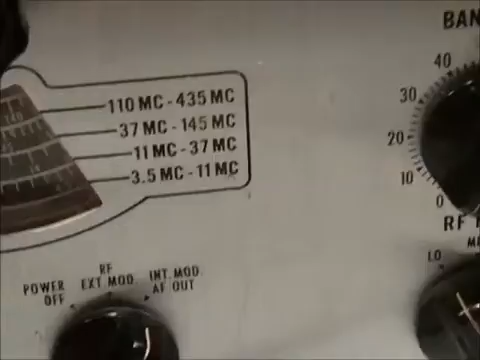 BAN
40
30
20
10
0
110 MC - 435 MC
37 MC - 145 MC
11 MC - 37 MC
3.5 MC - 11 MC
RF
LO
POWER OFF
RF EXT MOD.
INT. MOD. AF OUT